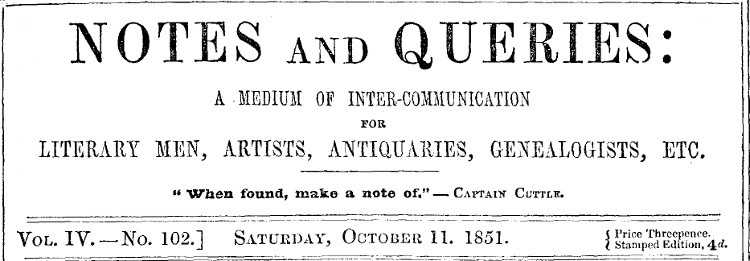 NOTES AND QUERIES:
A MEDIUM OF INTER-COMMUNICATION
FOR
LITERARY MEN, ARTISTS, ANTIQUARIES, GENEALOGISTS, ETC.
"When found, make a note of." — CAPTAIN CUTTLE.
VOL. IV. — No. 102.] SATURDAY, OCTOBER 11. 1851. { Price Threepence.
{ Stamped Edition, 4d.